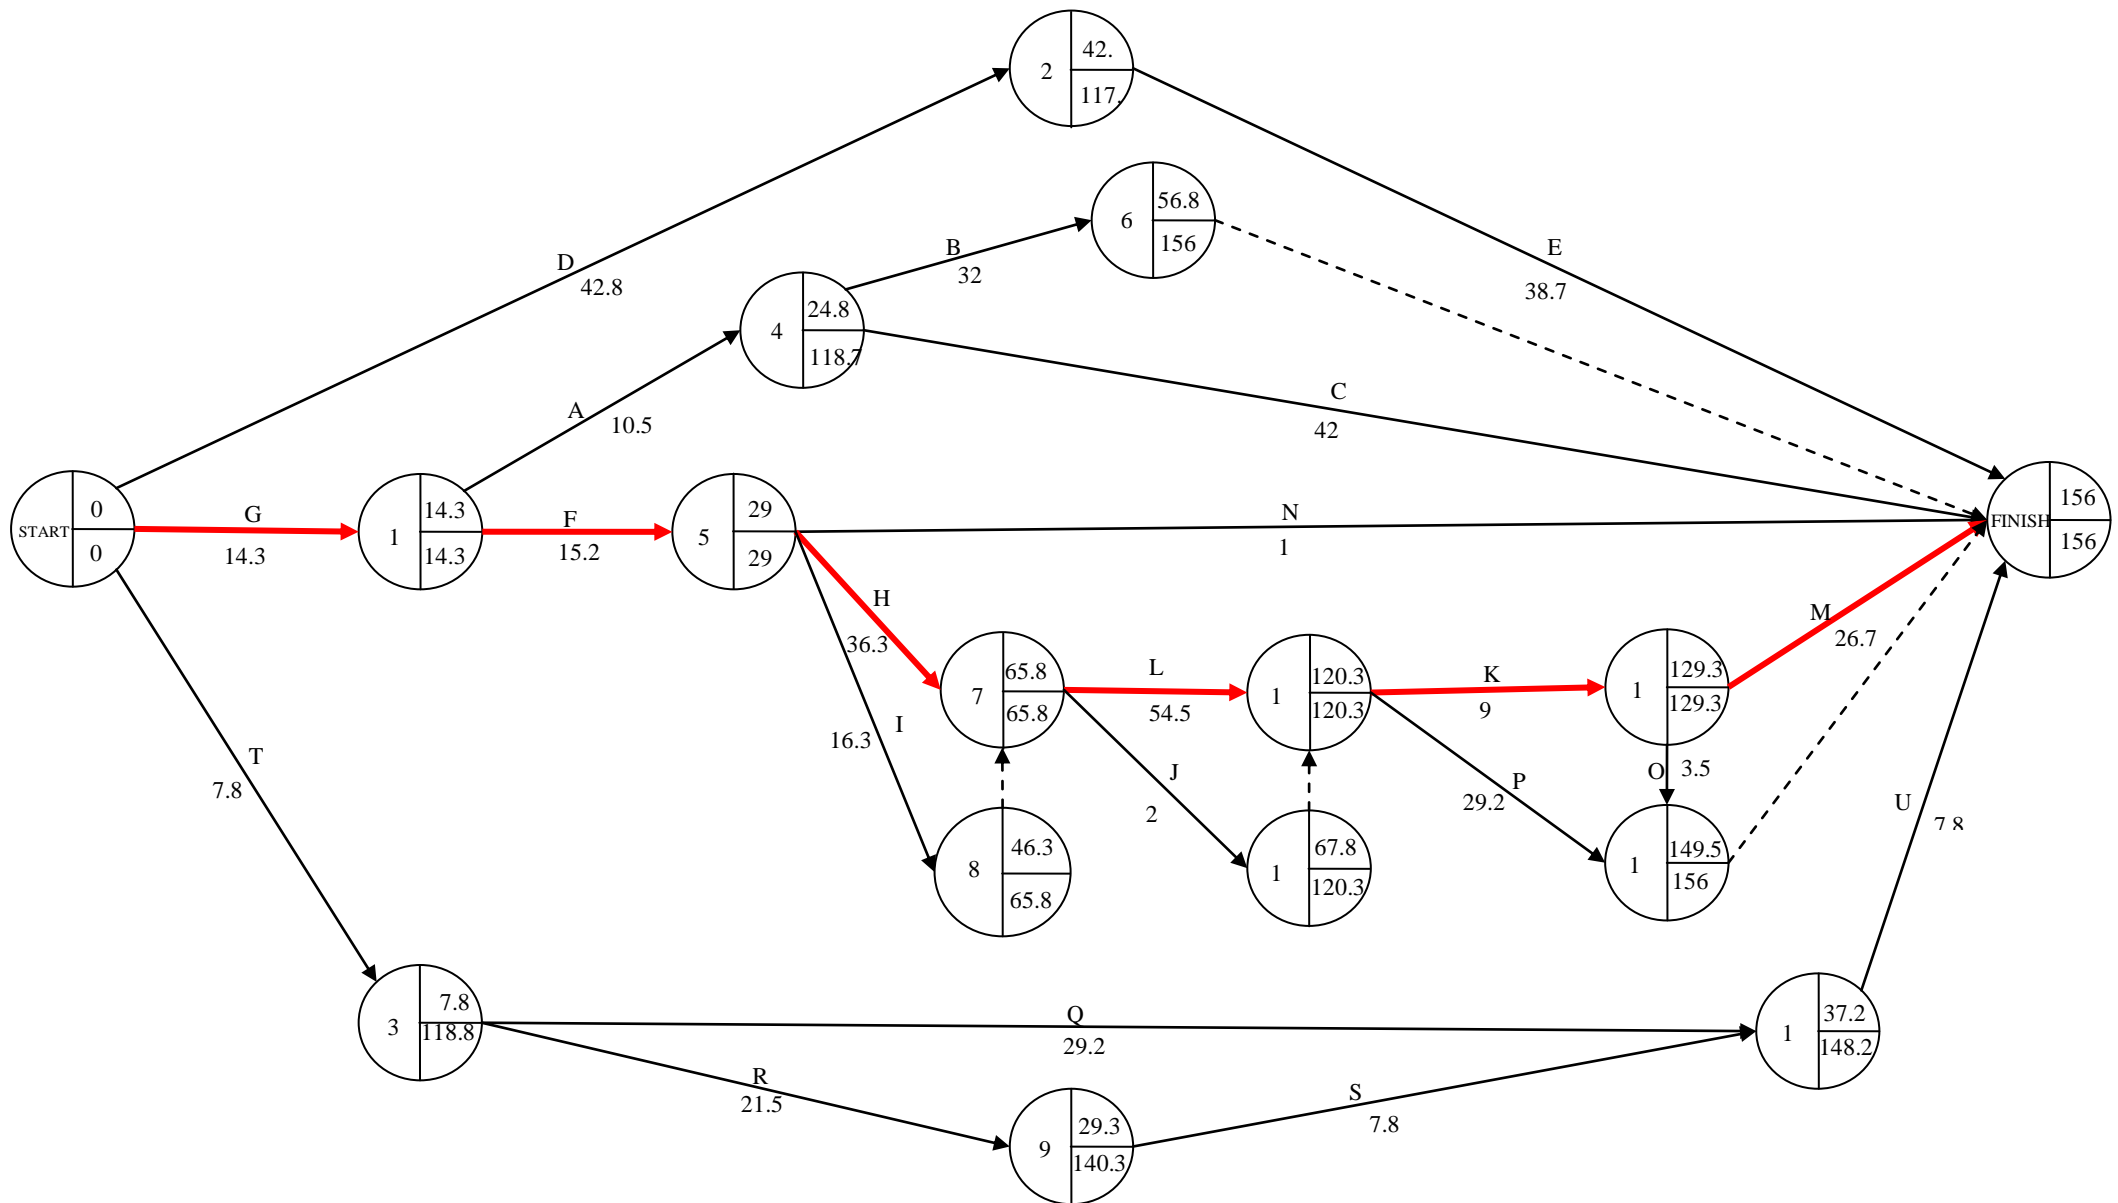 2
42.
117.
6
56.8
156
D
42.8
B
32
E
38.7
4
24.8
118.7
A
10.5
C
42
START
0
0
G
14.3
1
14.3
14.3
F
15.2
5
29
29
N
1
FINISH
156
156
H
36.3
I
16.3
7
65.8
65.8
L
54.5
1
120.3
120.3
K
9
1
129.3
129.3
M
26.7
T
7.8
J
2
P
29.2
O
3.5
U
7.8
8
46.3
65.8
1
67.8
120.3
1
149.5
156
3
7.8
118.8
Q
29.2
1
37.2
148.2
R
21.5
S
7.8
9
29.3
140.3